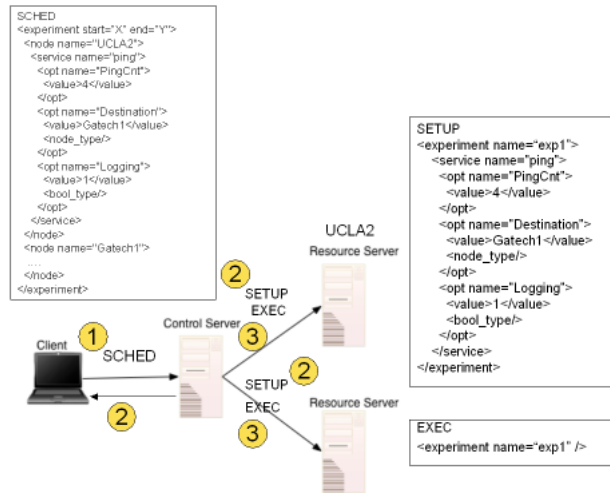 SCHED
<experiment start="X" end="Y">
<node name="UCLA2">
<service name="ping">
<opt name="PingCnt">
<value>4</value>
</opt>
<opt name="Destination">
<value>Gatech1</value>
<node_type/>
</opt>
<opt name="Logging">
<value>1</value>
<bool_type/>
</opt>
</service>
</node>
<node name="Gatech1">
....
</node>
</experiment>
SETUP
<experiment name="exp1">
<service name="ping">
<opt name="PingCnt">
<value>4</value>
</opt>
<opt name="Destination">
<value>Gatech1</value>
<node_type/>
</opt>
<opt name="Logging">
<value>1</value>
<bool_type/>
</opt>
</service>
</experiment>
UCLA2
Resource Server
2
SETUP
EXEC
3
Control Server
Client
1
SCHED
2
SETUP
2
EXEC
3
Resource Server
EXEC
<experiment name="exp1" />